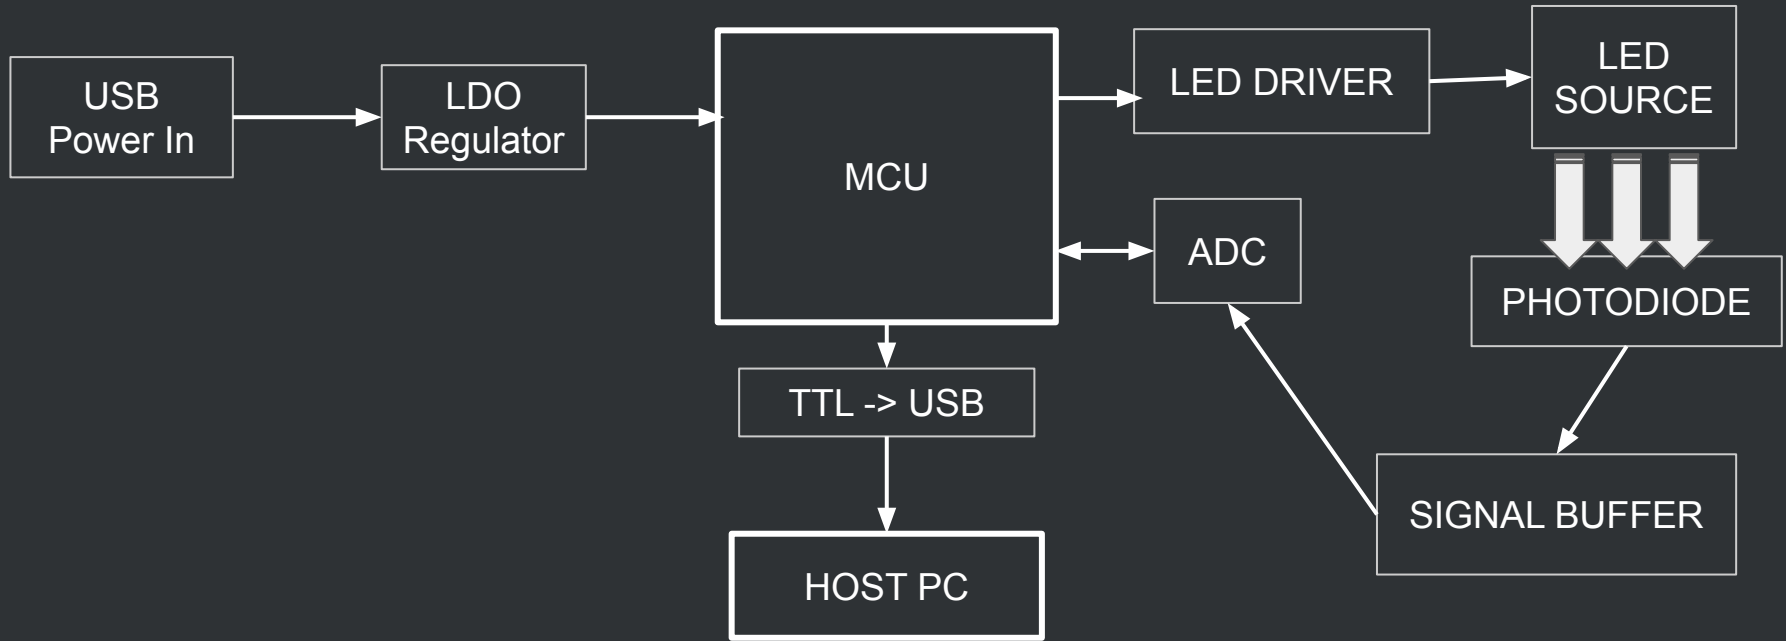 USB
Power In
LDO
Regulator
MCU
LED DRIVER
LED
SOURCE
ADC
PHOTODIODE
TTL -> USB
SIGNAL BUFFER
HOST PC